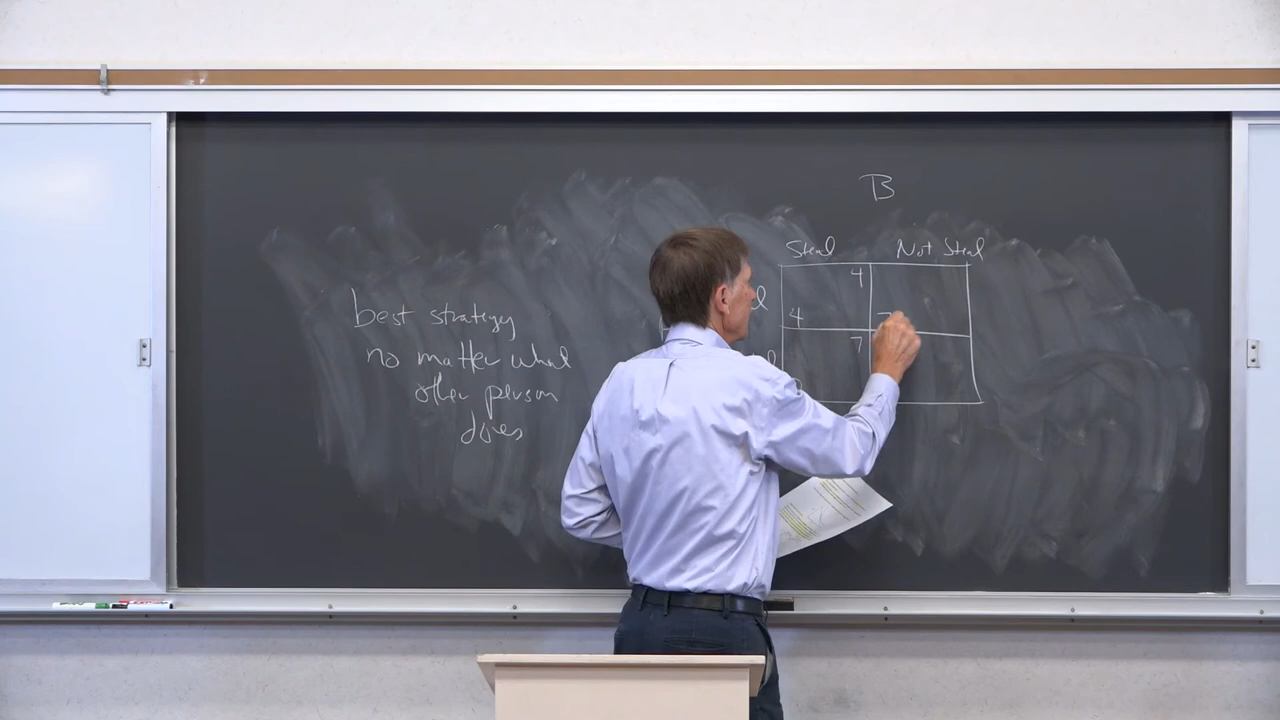 B
Steal Not Steal
4
4
7
best strategy
no matter what
other person
does